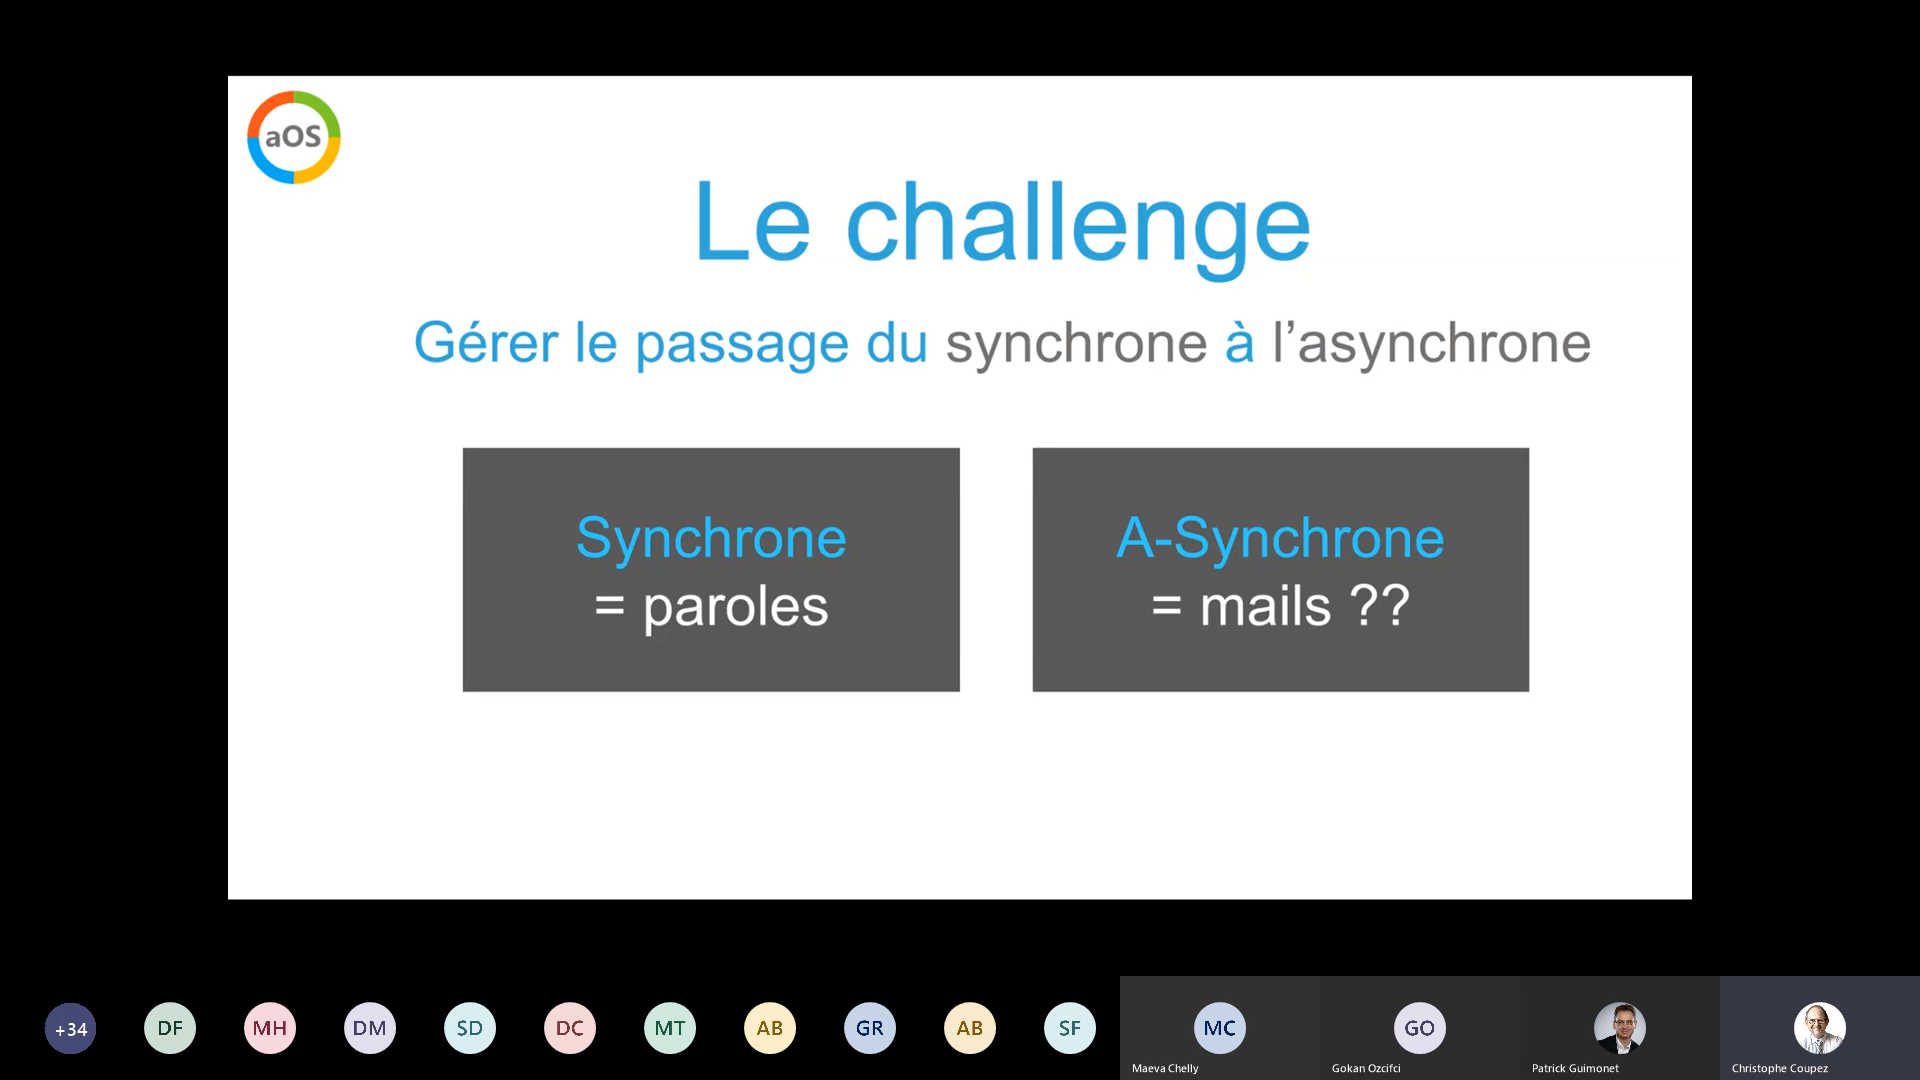 aOS
Le challenge
Gérer le passage du synchrone à l’asynchrone
Synchrone
= paroles
A-Synchrone
= mails ??
+34
DF
MH
DM
SD
DC
MT
AB
GR
AB
SF
MC
GO
Maeva Chelly
Gokan Ozcifci
Patrick Guimonet
Christophe Coupez